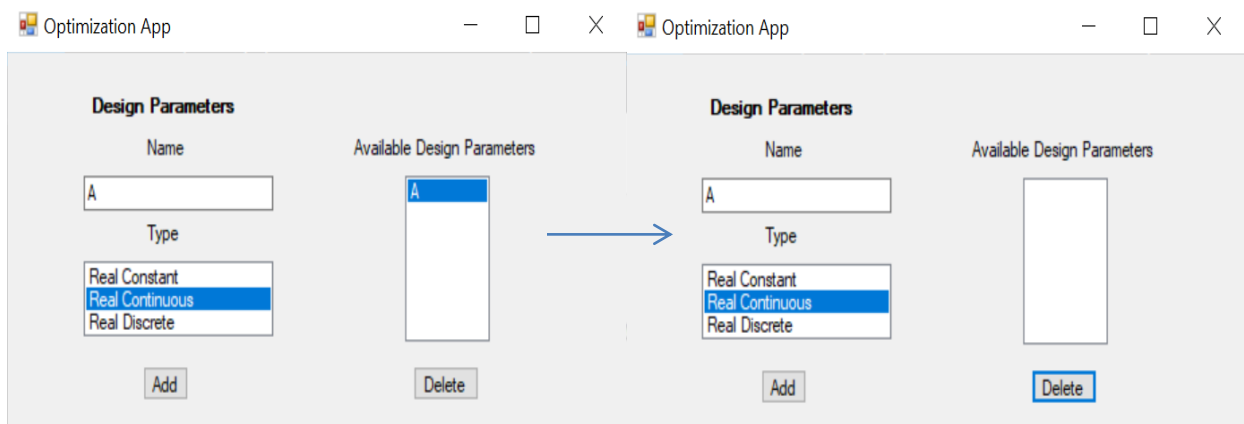 Optimization App
Design Parameters
Name
Available Design Parameters
A
A
Type
Real Constant
Real Continuous
Real Discrete
Add
Delete
Optimization App
Design Parameters
Name
Available Design Parameters
A
Type
Real Constant
Real Continuous
Real Discrete
Add
Delete